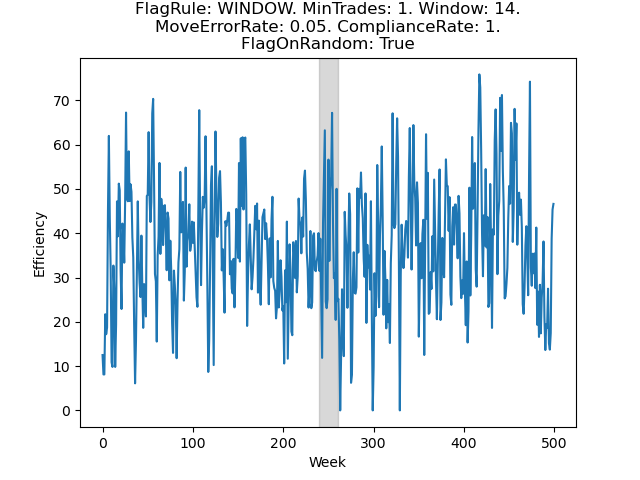 FlagRule: WINDOW. MinTrades: 1. Window: 14.
MoveErrorRate: 0.05. ComplianceRate: 1.
FlagOnRandom: True
70
60
50
40
30
20
10
0
Efficiency
0 100 200 300 400 500
Week